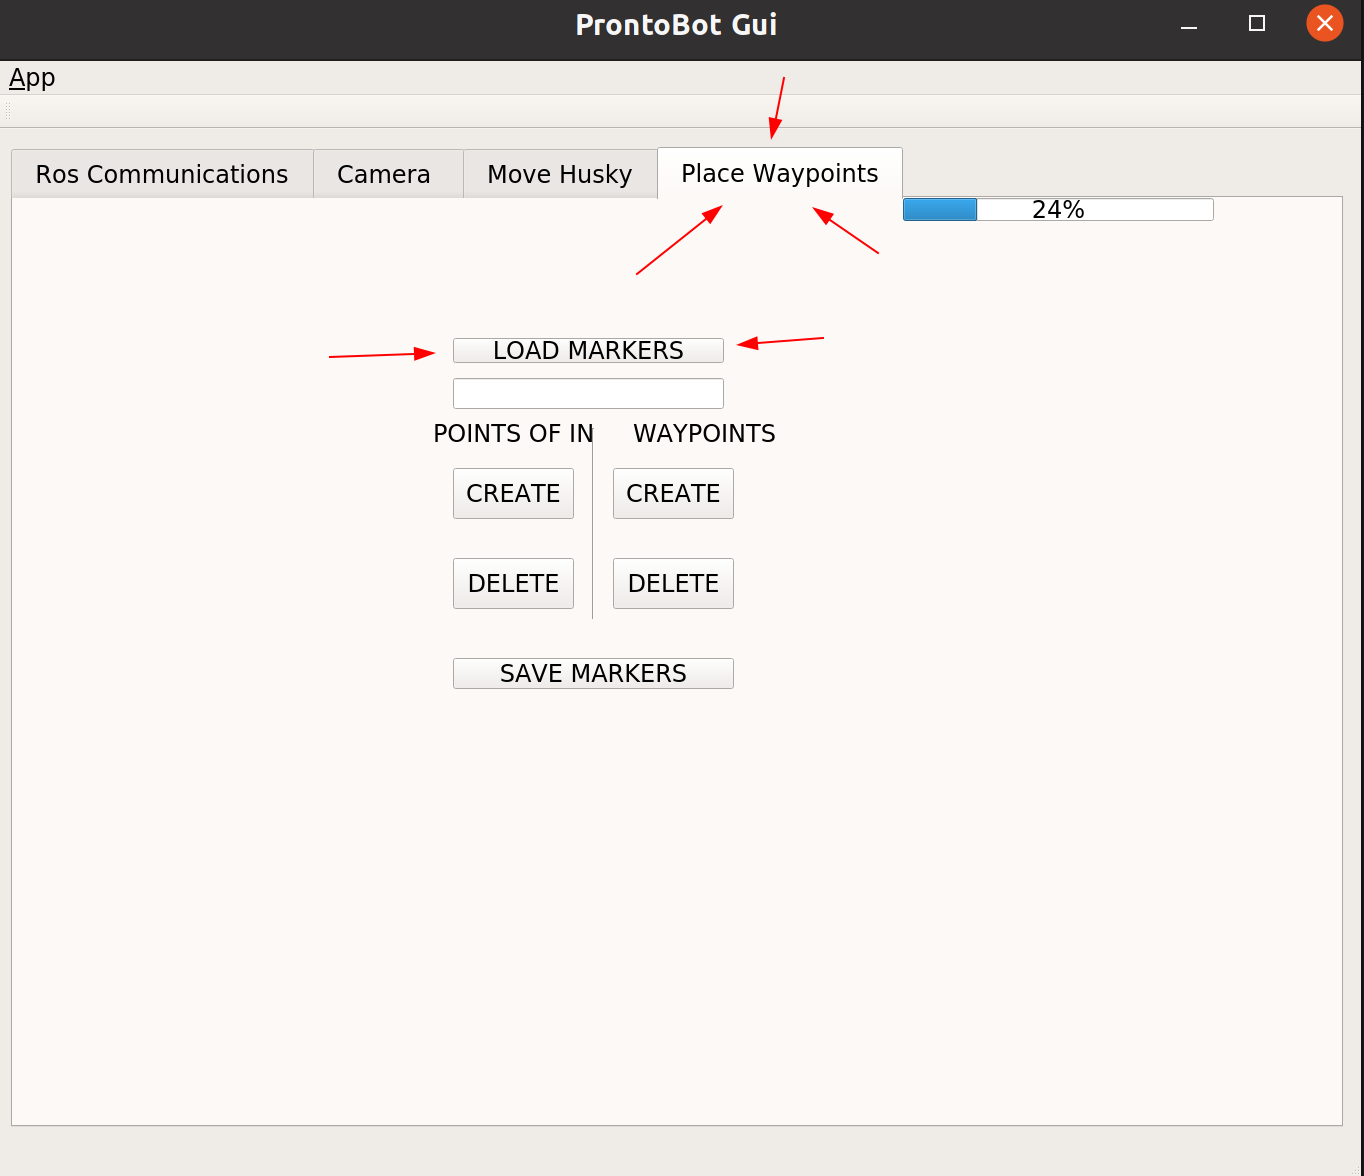 ProntoBot Gui
App
Ros Communications Camera Move Husky Place Waypoints
24%
LOAD MARKERS
POINTS OF IN WAYPOINTS
CREATE CREATE
DELETE DELETE
SAVE MARKERS